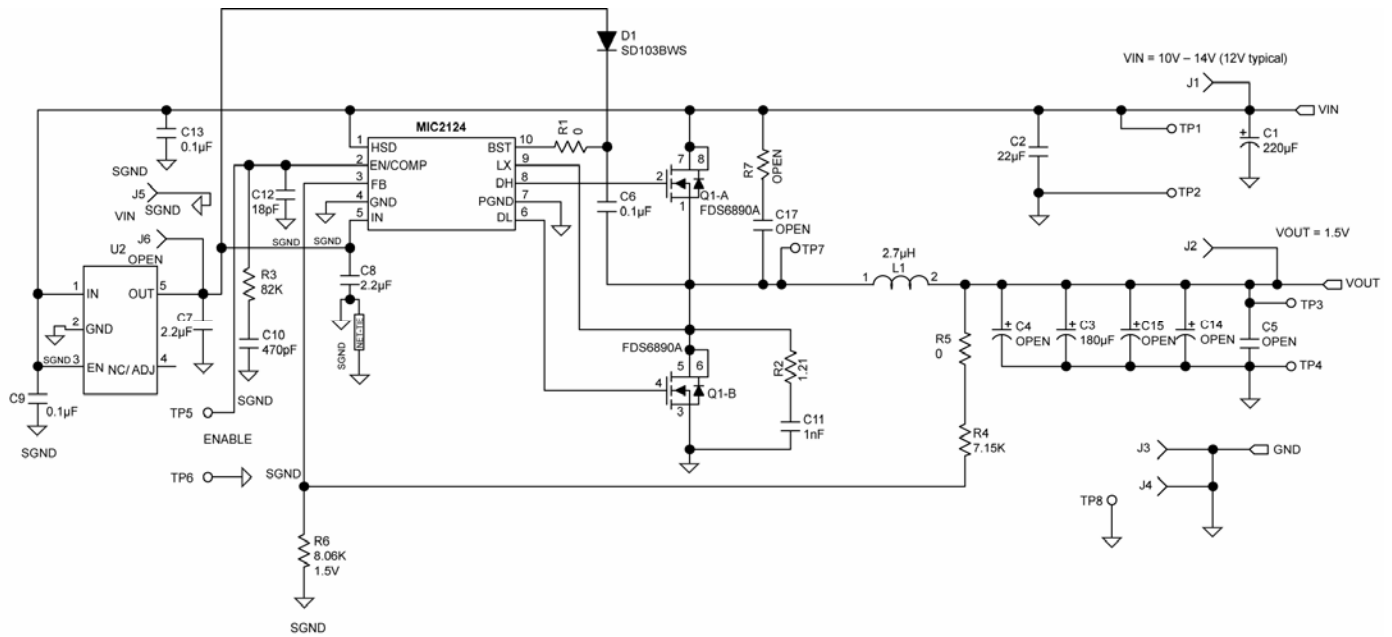 D1
SD103BWS
VIN = 10V – 14V (12V typical)
J1
VIN
C13
0.1µF
SGND
MIC2124
1 HSD
2 EN/COMP
3 FB
4 GND
5 IN
BST 10
LX 9
DH 8
PGND 7
DL 6
R1
0
C6
0.1µF
7 8
2
1
Q1-A
FDS6890A
R7
OPEN
C17
OPEN
TP7
C2
22µF
TP1
TP2
+
C1
220µF
J5
SGND
VIN
J6
U2
OPEN
C12
18pF
SGND
SGND
C8
2.2µF
SGND
NET-TIE
1 IN
2 GND
3 EN
OUT 5
NC/ ADJ 4
SGND
C7
2.2µF
R3
82K
C10
470pF
SGND
C9
0.1µF
SGND
TP5
ENABLE
TP6
SGND
2.7µH
1 L1 2
J2
VOUT = 1.5V
VOUT
TP3
R5
0
+
C4
OPEN
+
C3
180µF
+
C15
OPEN
+
C14
OPEN
C5
OPEN
TP4
FDS6890A
5 6
4
3
Q1-B
R2
1.21
C11
1nF
R4
7.15K
J3
GND
J4
TP8
R6
8.06K
1.5V
SGND